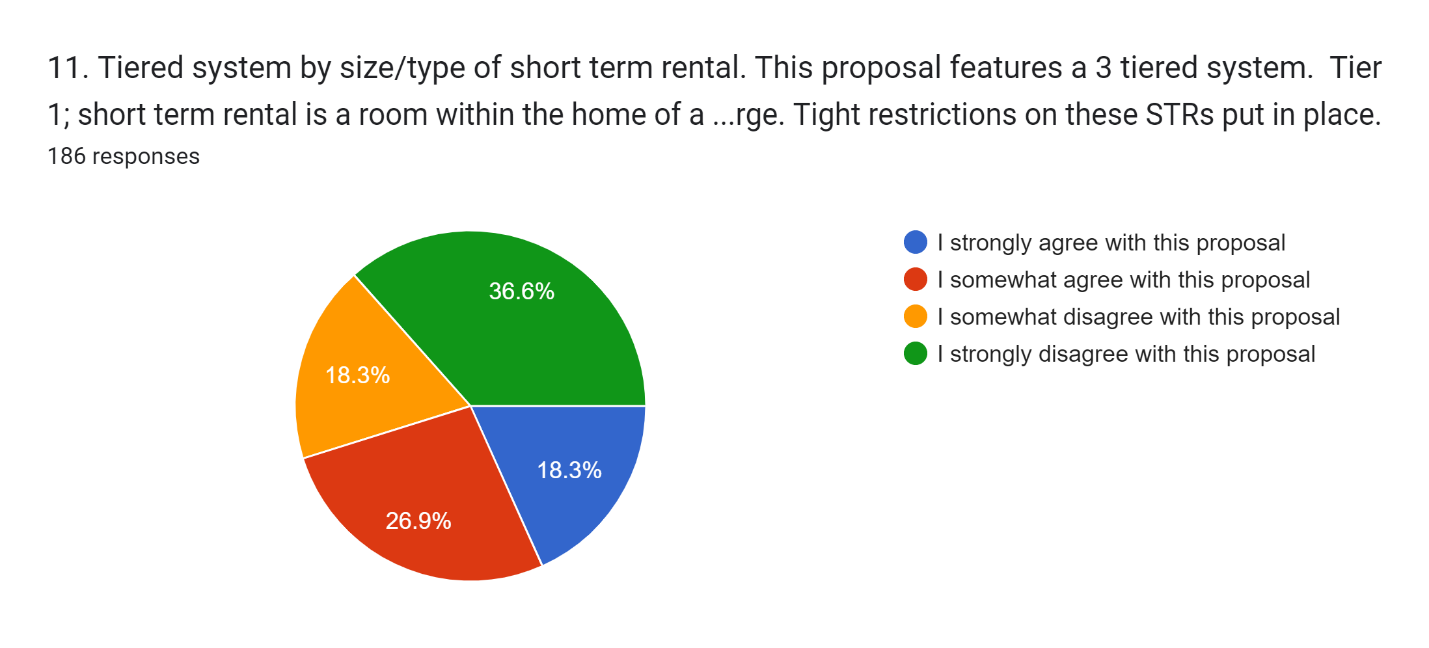 11. Tiered system by size/type of short term rental. This proposal features a 3 tiered system.  Tier
1; short term rental is a room within the home of a ...rge. Tight restrictions on these STRs put in place.
186 responses
36.6%
18.3%
18.3%
26.9%
I strongly agree with this proposal
I somewhat agree with this proposal
I somewhat disagree with this proposal
I strongly disagree with this proposal